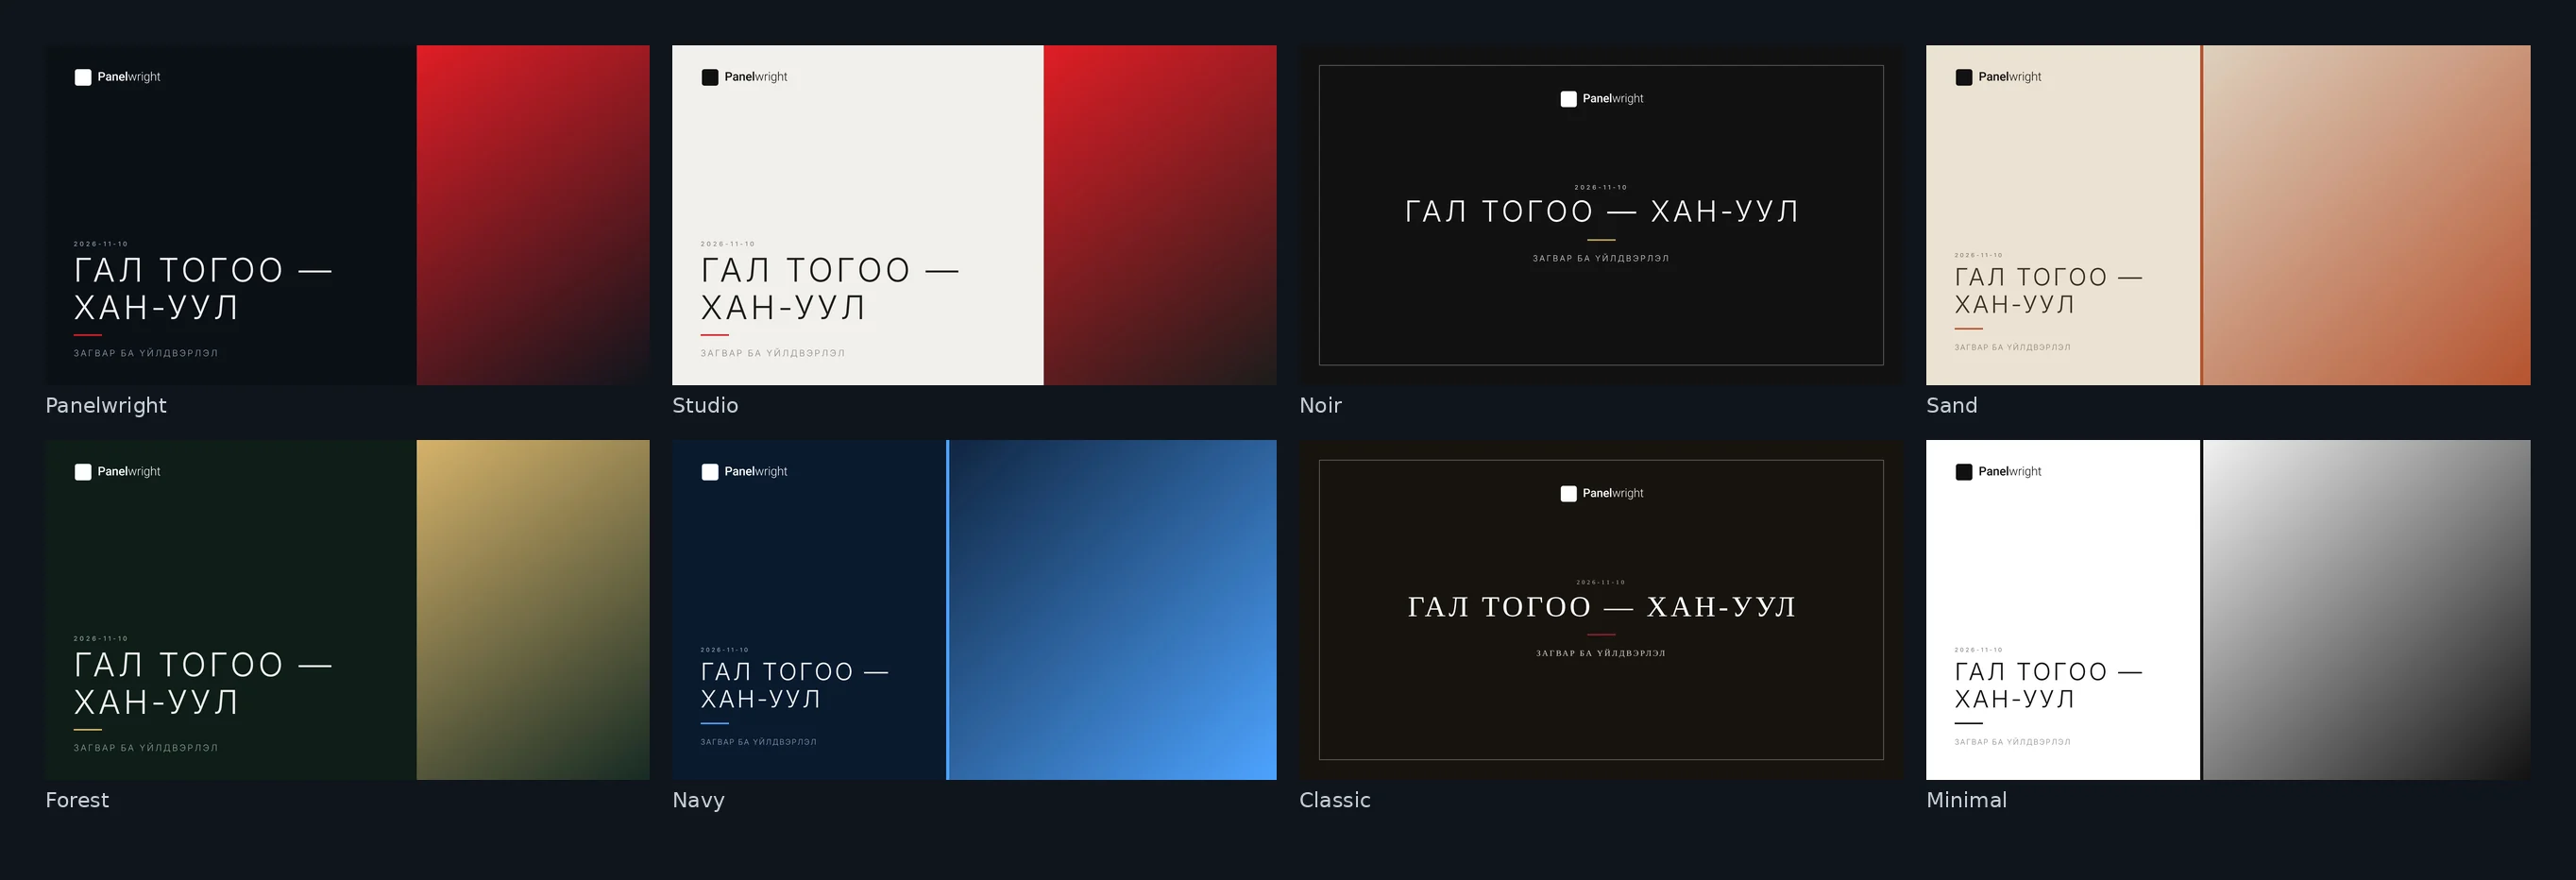 Panelwright
2026-11-10
ГАЛ ТОГОО —
ХАН-УУЛ
ЗАГВАР БА ҮЙЛДВЭРЛЭЛ
Panelwright
Panelwright
2026-11-10
ГАЛ ТОГОО —
ХАН-УУЛ
ЗАГВАР БА ҮЙЛДВЭРЛЭЛ
Studio
Panelwright
2026-11-10
ГАЛ ТОГОО — ХАН-УУЛ
ЗАГВАР БА ҮЙЛДВЭРЛЭЛ
Noir
Panelwright
2026-11-10
ГАЛ ТОГОО —
ХАН-УУЛ
ЗАГВАР БА ҮЙЛДВЭРЛЭЛ
Sand
Panelwright
2026-11-10
ГАЛ ТОГОО —
ХАН-УУЛ
ЗАГВАР БА ҮЙЛДВЭРЛЭЛ
Forest
Panelwright
2026-11-10
ГАЛ ТОГОО —
ХАН-УУЛ
ЗАГВАР БА ҮЙЛДВЭРЛЭЛ
Navy
Panelwright
2026-11-10
ГАЛ ТОГОО — ХАН-УУЛ
ЗАГВАР БА ҮЙЛДВЭРЛЭЛ
Classic
Panelwright
2026-11-10
ГАЛ ТОГОО —
ХАН-УУЛ
ЗАГВАР БА ҮЙЛДВЭРЛЭЛ
Minimal